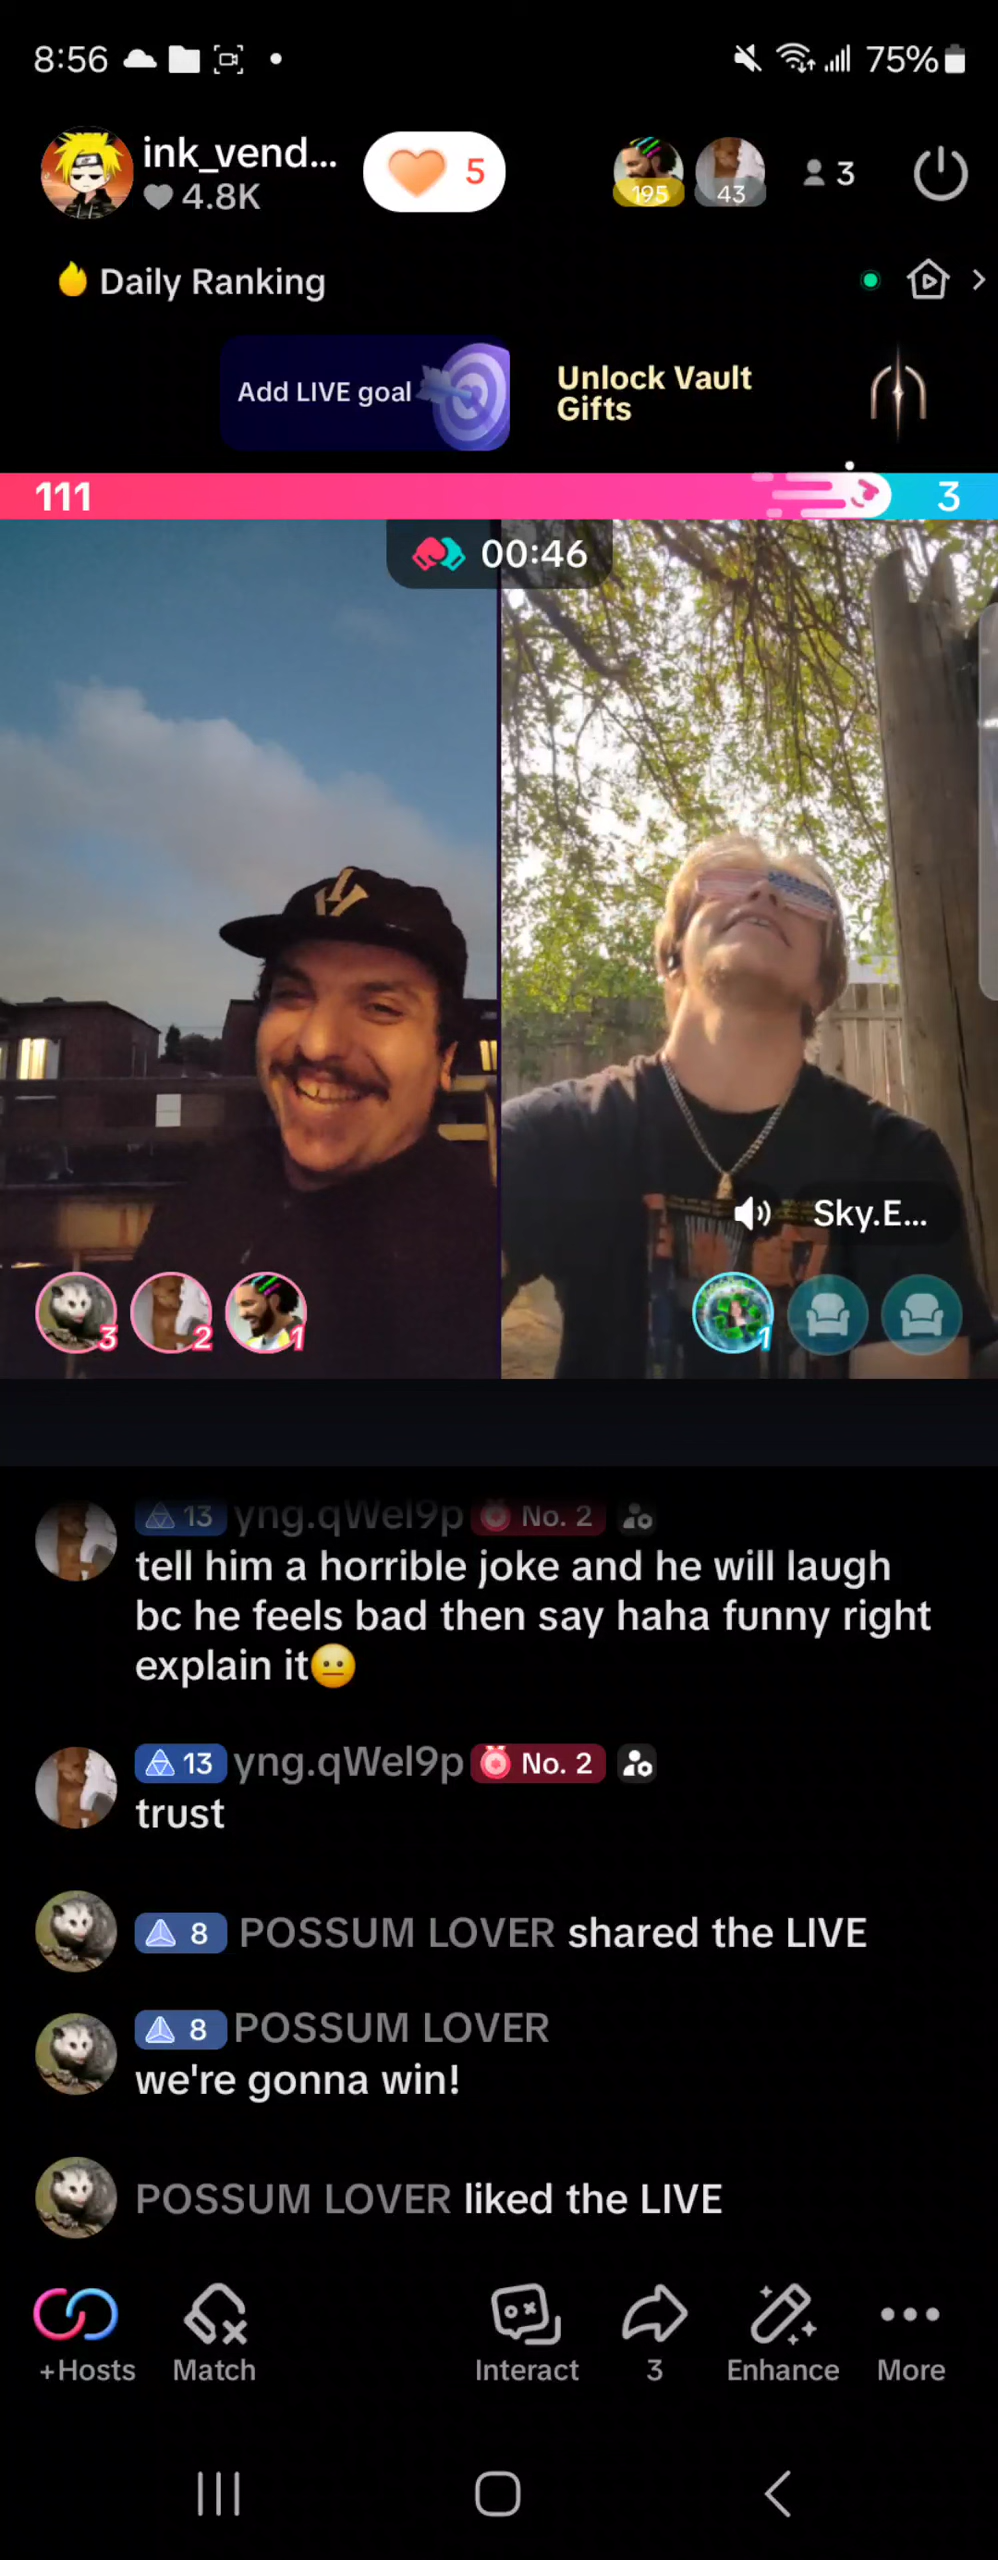 8:56
75%
ink_vend...
4.8K
5
195
43
3
Daily Ranking
Add LIVE goal
Unlock Vault
Gifts
111
3
00:46
Sky.E...
3
2
1
1
13 yng.qWel9p No. 2
tell him a horrible joke and he will laugh
bc he feels bad then say haha funny right
explain it😐
13 yng.qWel9p No. 2
trust
8 POSSUM LOVER shared the LIVE
8 POSSUM LOVER
we're gonna win!
POSSUM LOVER liked the LIVE
+Hosts
Match
Interact
3
Enhance
More